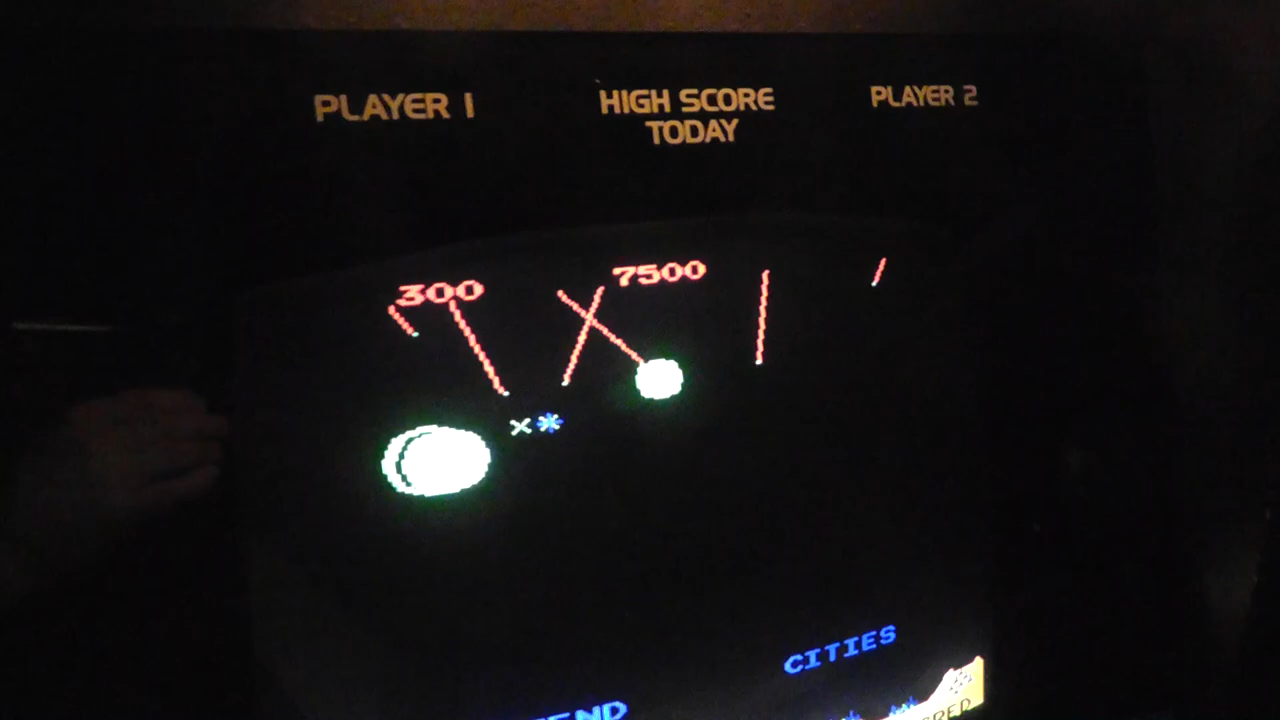 PLAYER 1
HIGH SCORE
TODAY
PLAYER 2
300
7500
CITIES